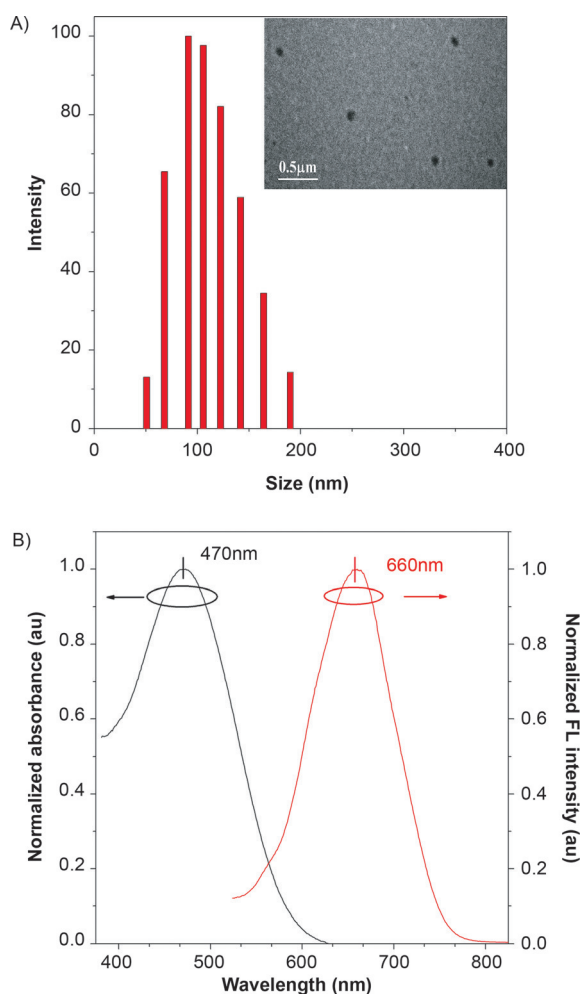 A)
100
80
60
40
20
0
Intensity
0.5μm
0 100 200 300 400
Size (nm)
B)
470nm
660nm
1.0
0.8
0.6
0.4
0.2
0.0
Normalized absorbance (au)
1.0
0.8
0.6
0.4
0.2
0.0
Normalized FL
intensity (au)
400 500 600 700 800
Wavelength (nm)